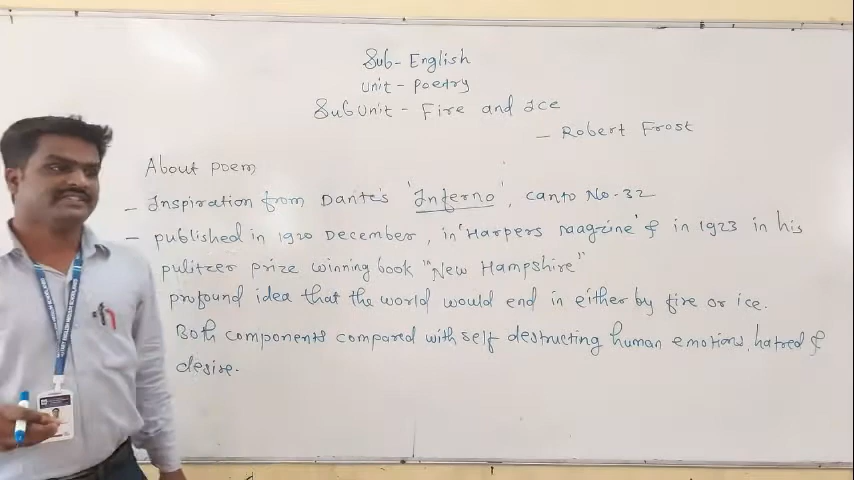 Sub- English
Unit - Poetry
Sub Unit - Fire and Ice
- Robert Frost
About poem
- Inspiration from Dante's 'Inferno', canto No-32
- published in 1920 December, in 'Harpers Maagzine' & in 1923 in his
pulitzer prize winning book "New Hampshire"
profound idea that the world would end in either by fire or ice.
Both components compared with self destructing human emotions, hatred &
desire.